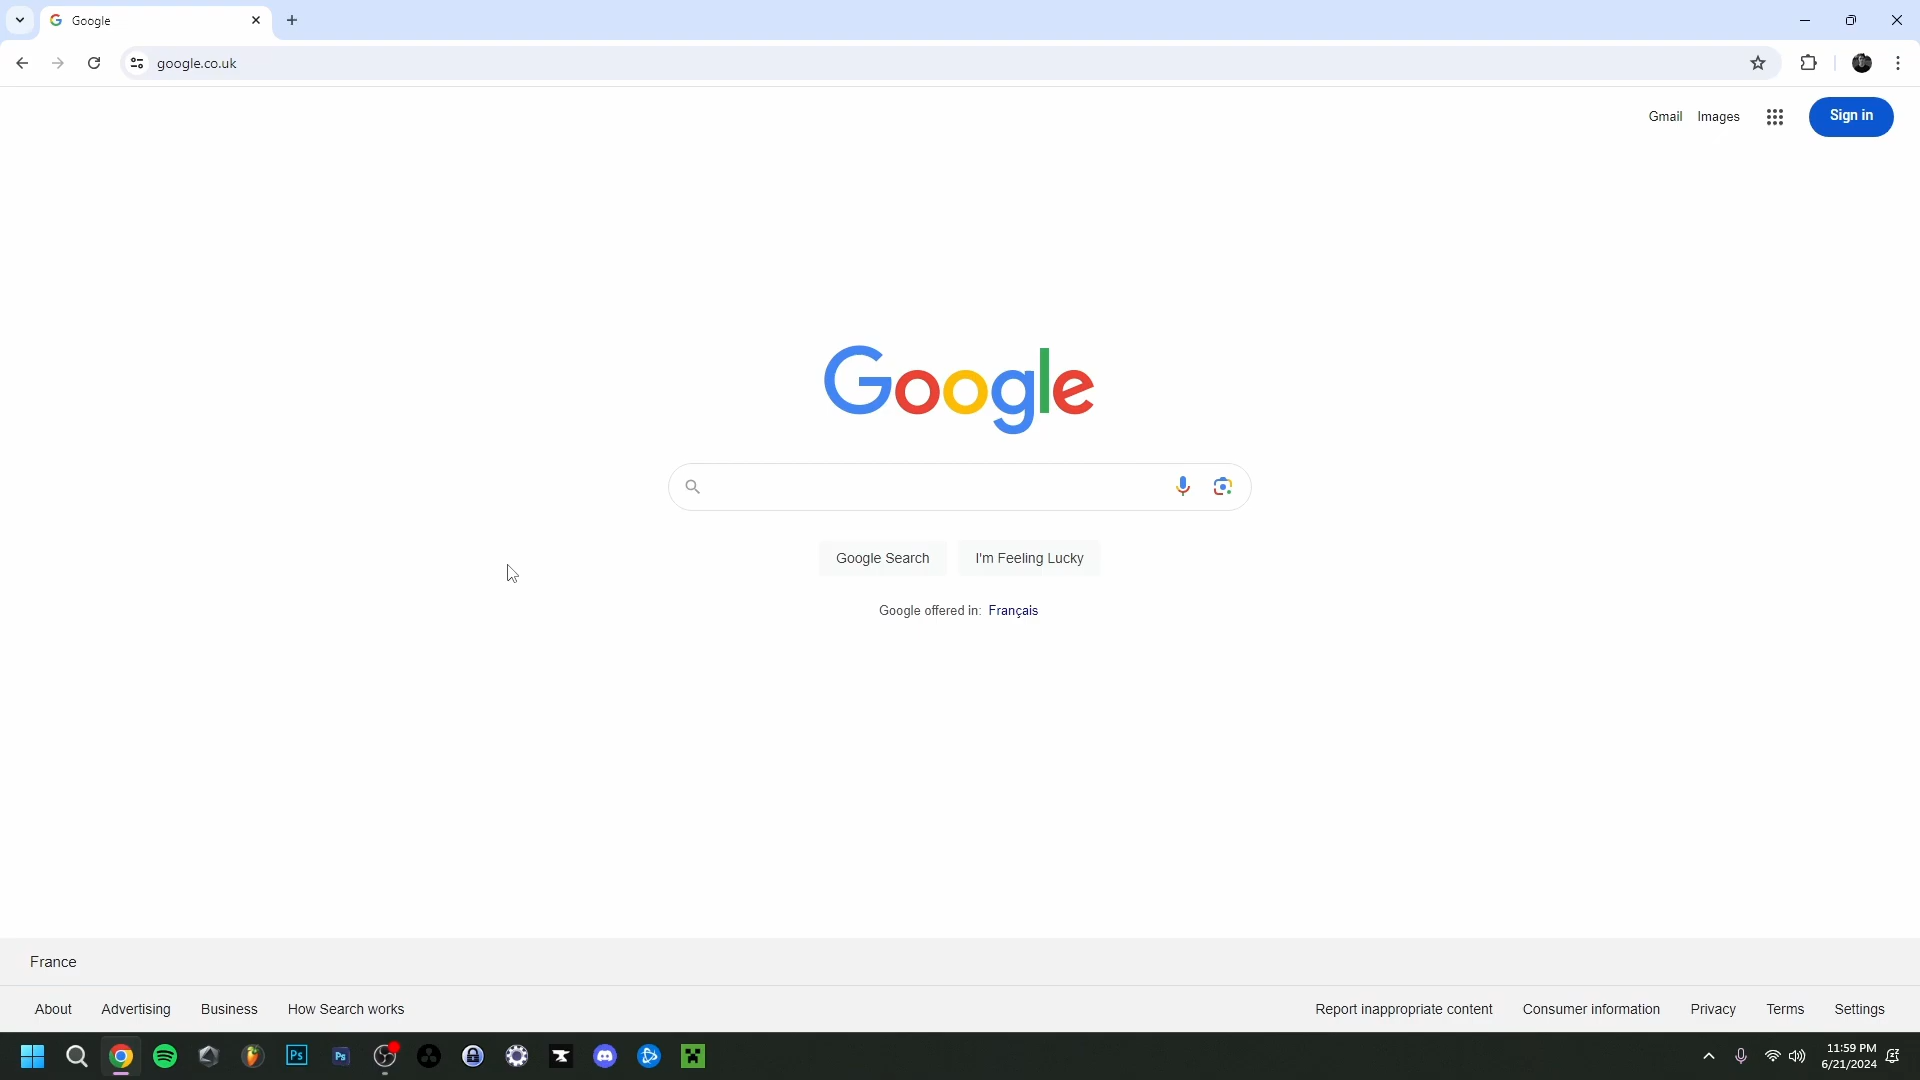 Google
google.co.uk
Gmail
Images
Sign in
Google
Google Search
I'm Feeling Lucky
Google offered in: Français
France
About
Advertising
Business
How Search works
Report inappropriate content
Consumer information
Privacy
Terms
Settings
Ps
Ps
11:59 PM
6/21/2024